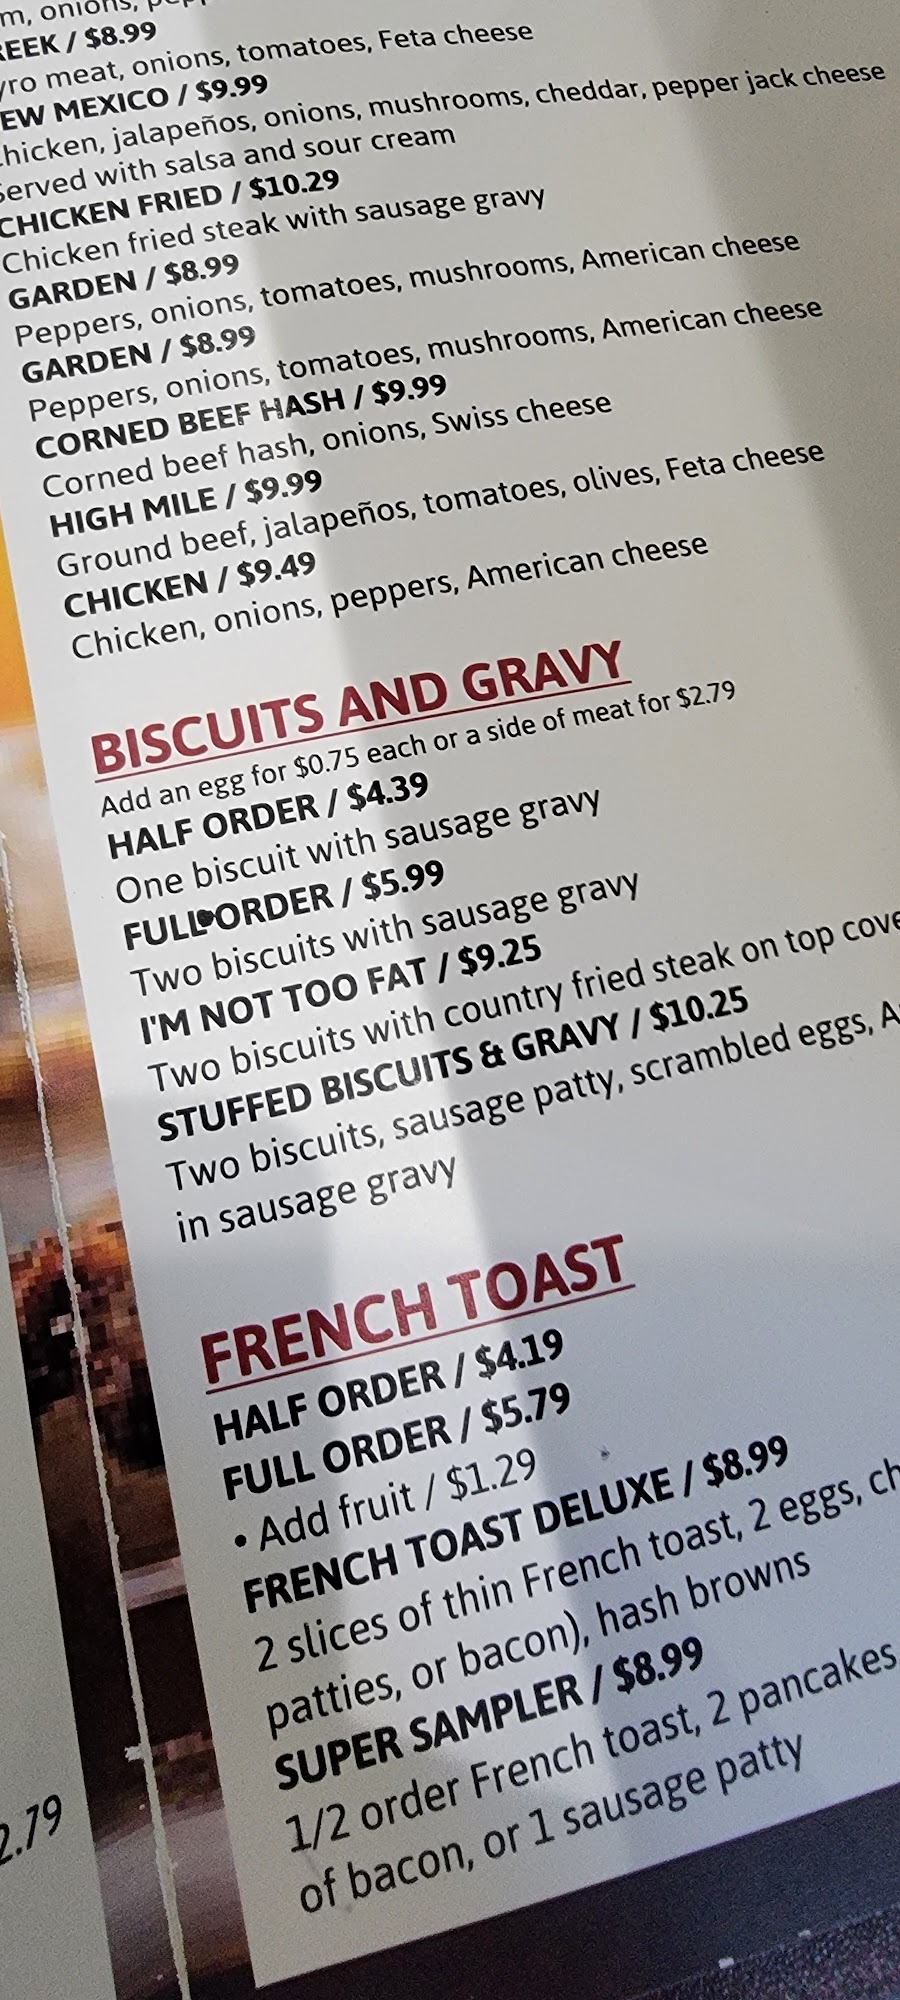 onions,
/ $8.99
meat, onions, tomatoes, Feta cheese
MEXICO / $9.99
jalapeños, onions, mushrooms, cheddar, pepper jack cheese
Served with salsa and sour cream
CHICKEN FRIED / $10.29
Chicken fried steak with sausage gravy
GARDEN / $8.99
Peppers, onions, tomatoes, mushrooms, American cheese
GARDEN / $8.99
Peppers, onions, tomatoes, mushrooms, American cheese
CORNED BEEF HASH / $9.99
Corned beef hash, onions, Swiss cheese
HIGH MILE / $9.99
Ground beef, jalapeños, tomatoes, olives, Feta cheese
CHICKEN / $9.49
Chicken, onions, peppers, American cheese
BISCUITS AND GRAVY
Add an egg for $0.75 each or a side of meat for $2.79
HALF ORDER / $4.39
One biscuit with sausage gravy
FULL ORDER / $5.99
Two biscuits with sausage gravy
I'M NOT TOO FAT / $9.25
Two biscuits with country fried steak on top
STUFFED BISCUITS & GRAVY / $10.25
Two biscuits, sausage patty, scrambled eggs,
in sausage gravy
FRENCH TOAST
HALF ORDER / $4.19
FULL ORDER / $5.79
• Add fruit / $1.29
FRENCH TOAST DELUXE / $8.99
2 slices of thin French toast, 2 eggs,
patties, or bacon), hash browns
SUPER SAMPLER / $8.99
1/2 order French toast, 2 pancakes
of bacon, or 1 sausage patty
2.79